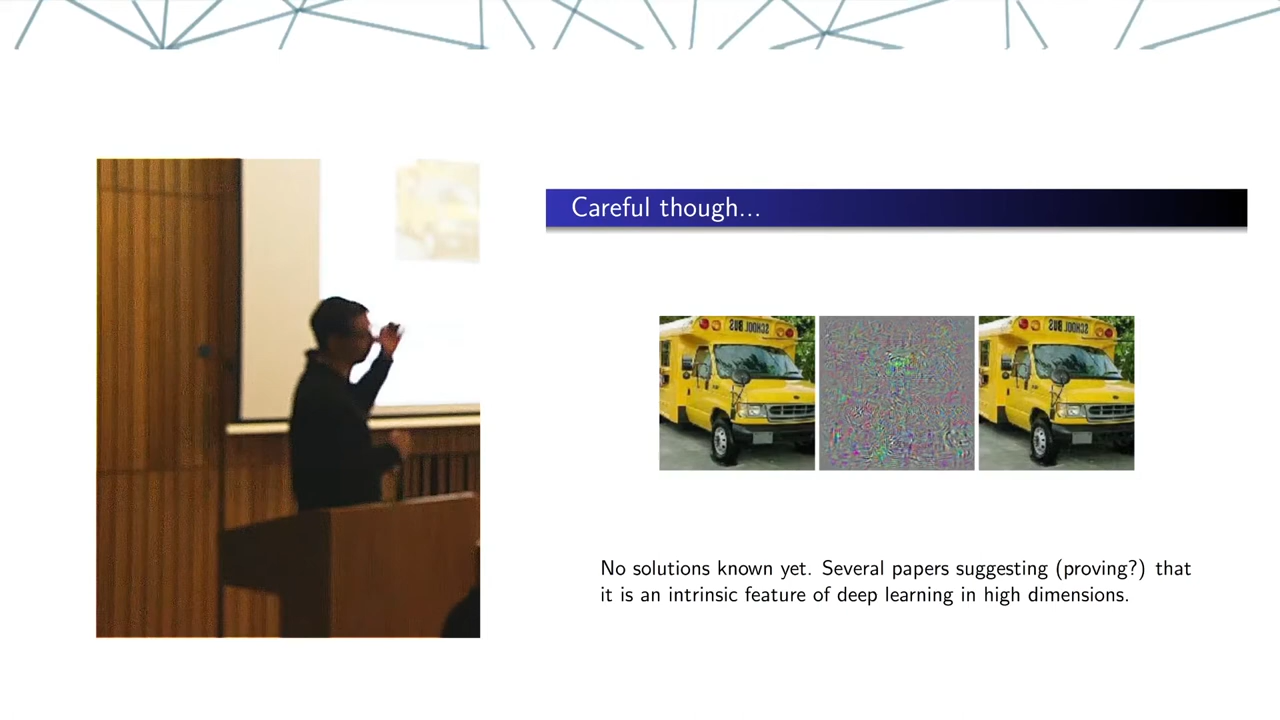 Careful though...
SCHOOL BUS
SCHOOL BUS
No solutions known yet. Several papers suggesting (proving?) that
it is an intrinsic feature of deep learning in high dimensions.